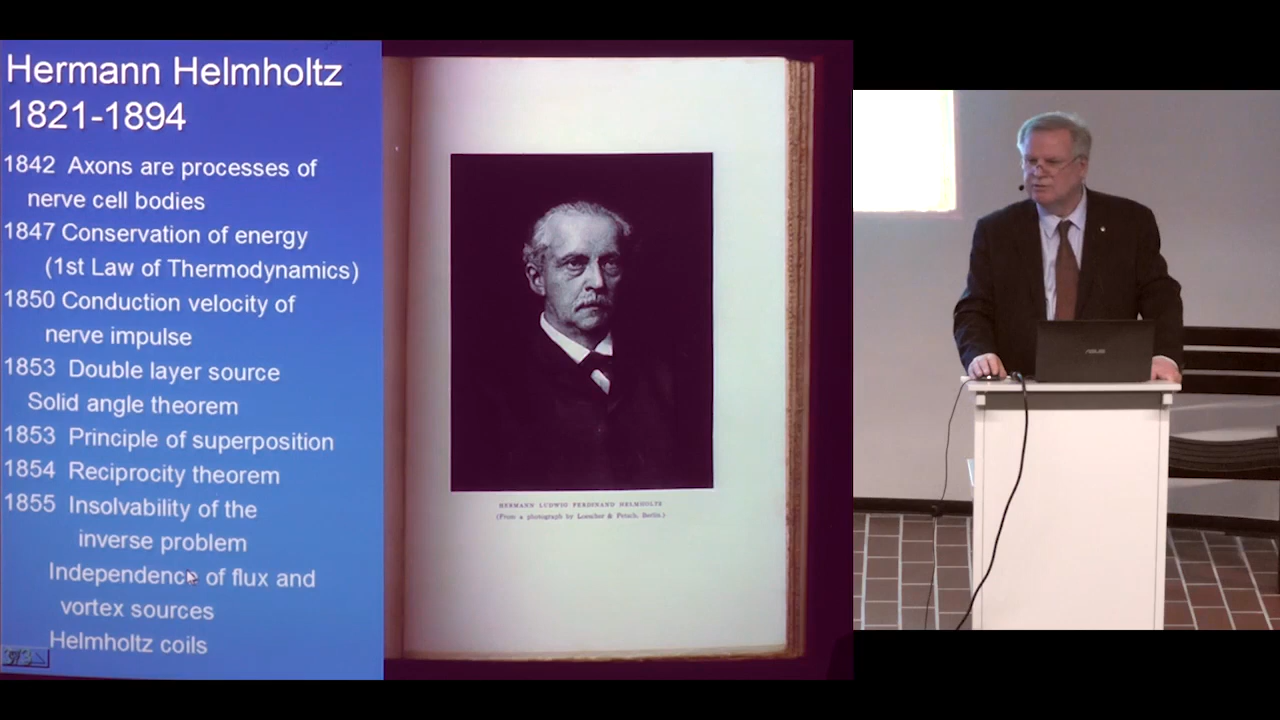 Hermann Helmholtz
1821-1894
1842 Axons are processes of
nerve cell bodies
1847 Conservation of energy
(1st Law of Thermodynamics)
1850 Conduction velocity of
nerve impulse
1853 Double layer source
Solid angle theorem
1853 Principle of superposition
1854 Reciprocity theorem
1855 Insolvability of the
inverse problem
Independence of flux and
vortex sources
Helmholtz coils
HERMANN LUDWIG FERDINAND HELMHOLTZ
(From a photograph by Loescher & Petsch, Berlin.)
ASUS